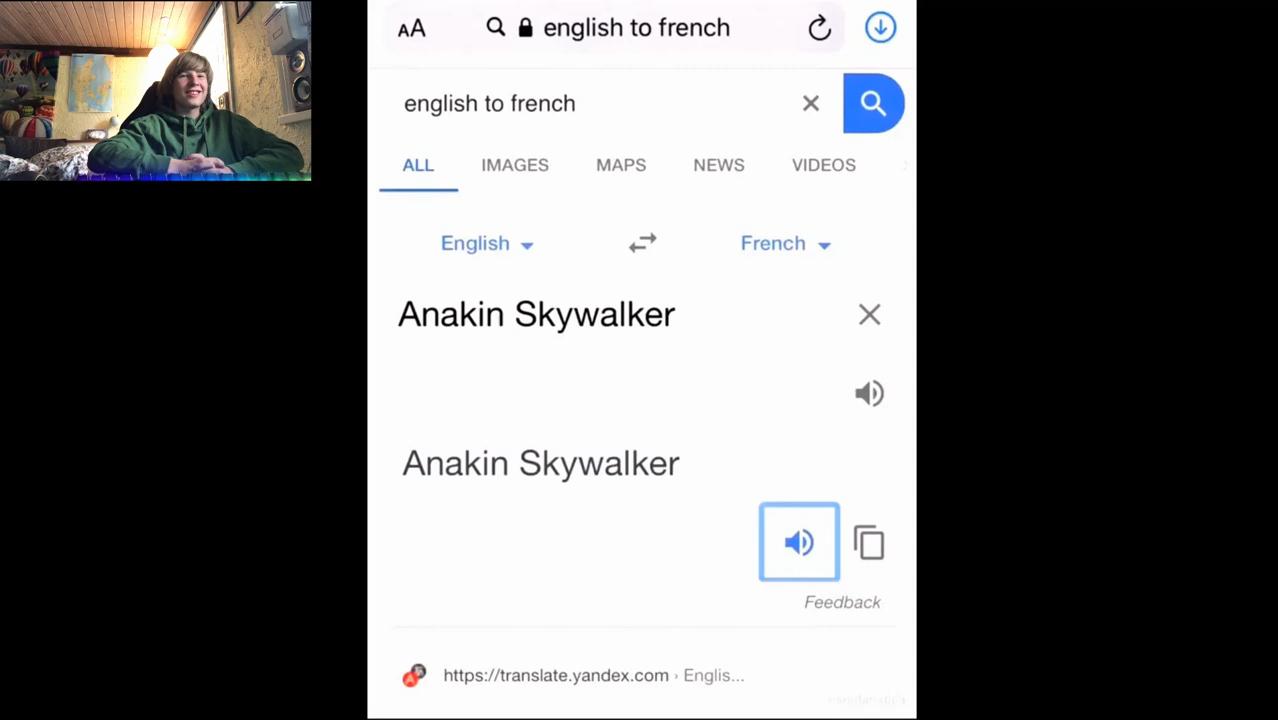 AA english to french
english to french
ALL IMAGES MAPS NEWS VIDEOS
English French
Anakin Skywalker
Anakin Skywalker
Feedback
https://translate.yandex.com › Englis...